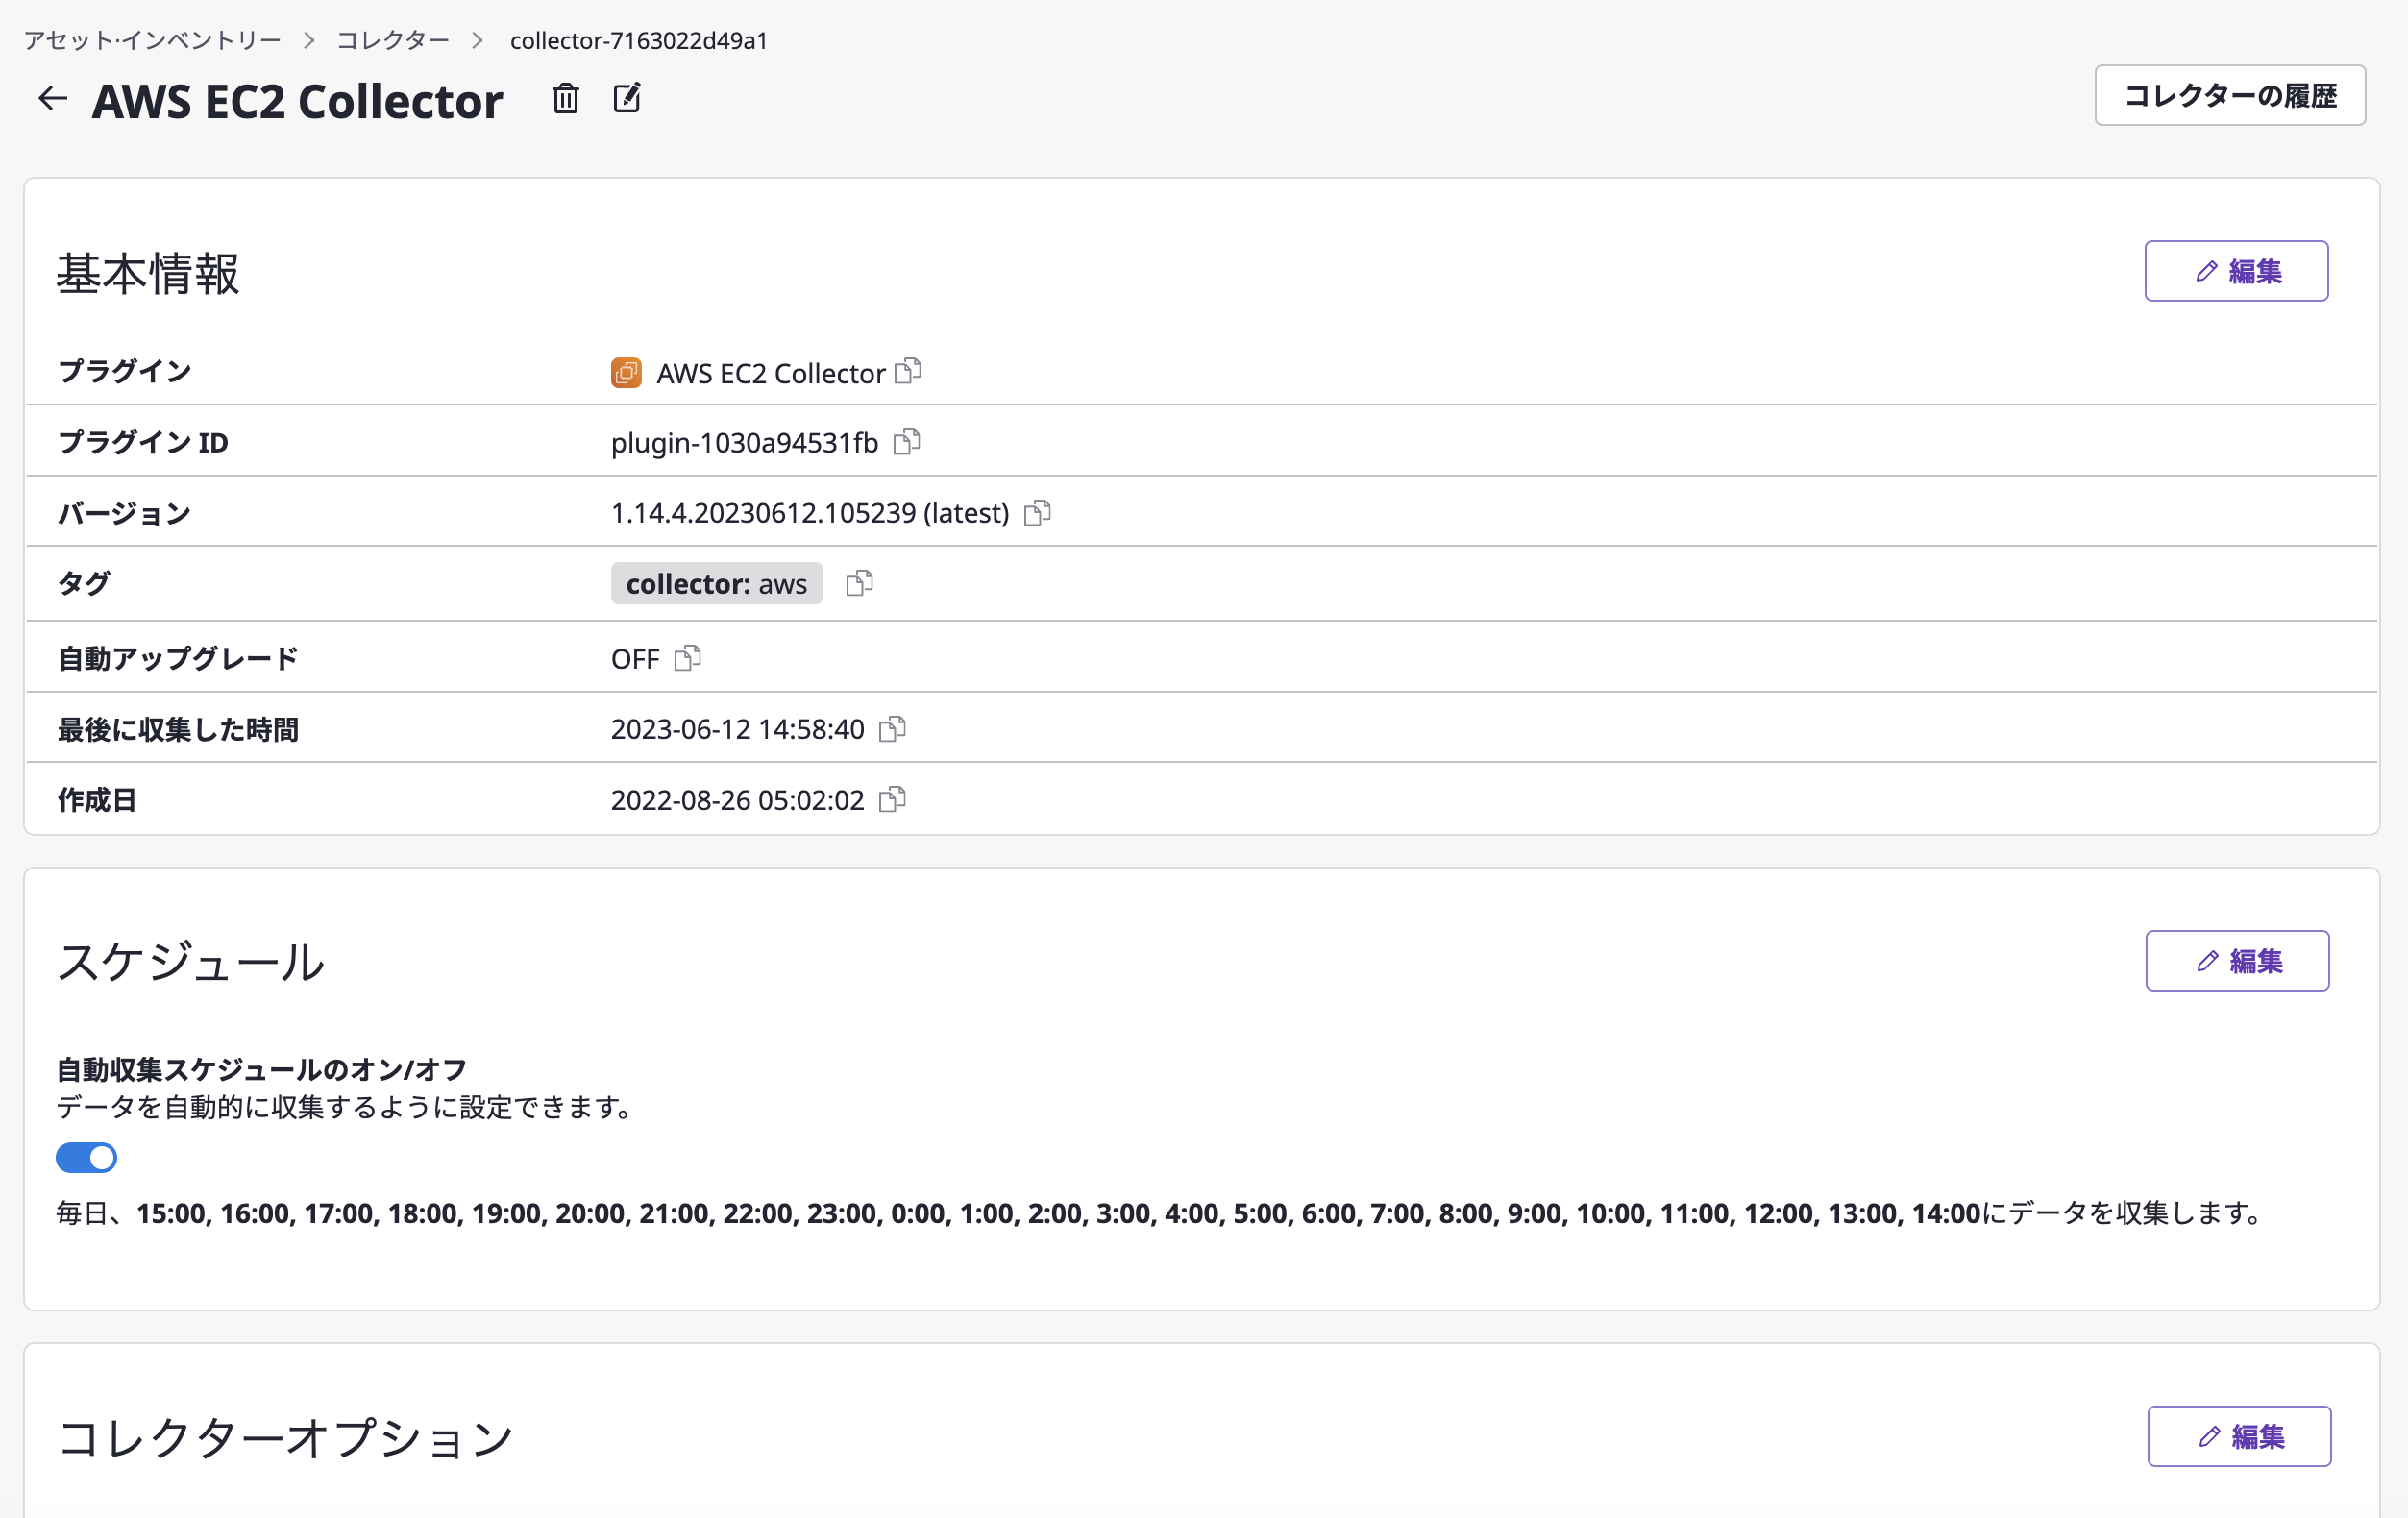 アセット·インベントリー > コレクター > collector-7163022d49a1
AWS EC2 Collector
コレクターの履歴
基本情報
編集
プラグイン AWS EC2 Collector
プラグイン ID plugin-1030a94531fb
バージョン 1.14.4.20230612.105239 (latest)
タグ collector: aws
自動アップグレード OFF
最後に収集した時間 2023-06-12 14:58:40
作成日 2022-08-26 05:02:02
スケジュール
編集
自動収集スケジュールのオン/オフ
データを自動的に収集するように設定できます。
毎日、15:00, 16:00, 17:00, 18:00, 19:00, 20:00, 21:00, 22:00, 23:00, 0:00, 1:00, 2:00, 3:00, 4:00, 5:00, 6:00, 7:00, 8:00, 9:00, 10:00, 11:00, 12:00, 13:00, 14:00にデータを収集します。
コレクターオプション
編集